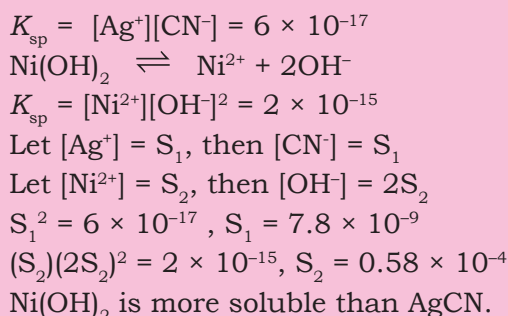 Kₛₚ = [Ag⁺][CN⁻] = 6 × 10⁻¹⁷
Ni(OH)₂ ⇌ Ni²⁺ + 2OH⁻
Kₛₚ = [Ni²⁺][OH⁻]² = 2 × 10⁻¹⁵
Let [Ag⁺] = S₁, then [CN⁻] = S₁
Let [Ni²⁺] = S₂, then [OH⁻] = 2S₂
S₁² = 6 × 10⁻¹⁷ , S₁ = 7.8 × 10⁻⁹
(S₂)(2S₂)² = 2 × 10⁻¹⁵, S₂ = 0.58 × 10⁻⁴
Ni(OH)₂ is more soluble than AgCN.